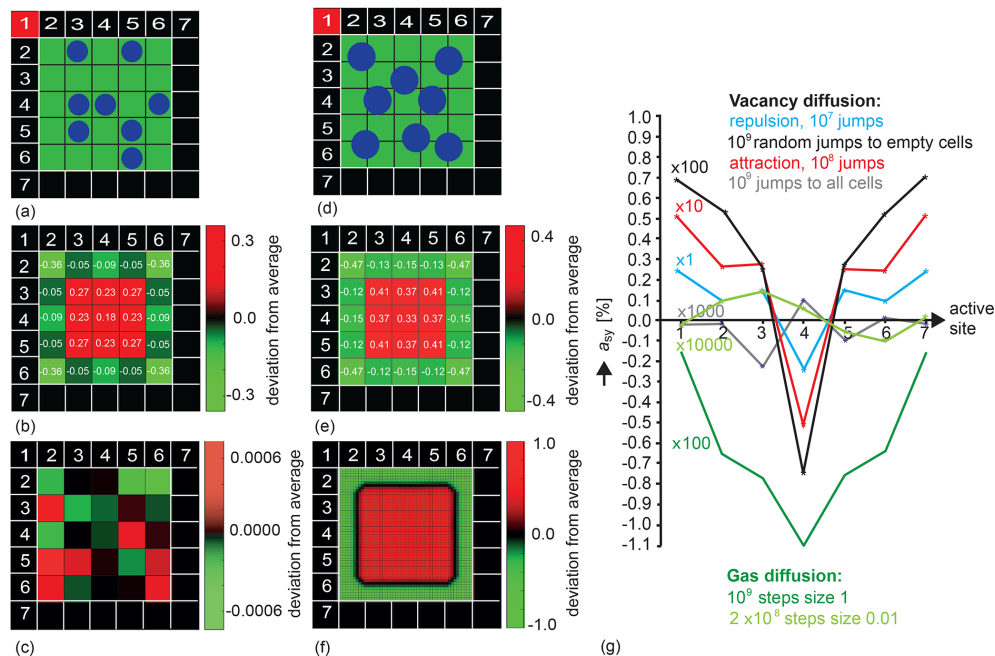 1 2 3 4 5 6 7
2
3
4
5
6
7
(a)
1 2 3 4 5 6 7
2
3
4
5
6
7
(d)
1 2 3 4 5 6 7
2 -0.36 -0.05 -0.09 -0.05 -0.36
3 -0.05 0.27 0.23 0.27 -0.05
4 -0.09 0.23 0.18 0.23 -0.09
5 -0.05 0.27 0.23 0.27 -0.05
6 -0.36 -0.05 -0.09 -0.05 -0.36
7
0.3
0.0
-0.3
deviation from average
(b)
1 2 3 4 5 6 7
2 -0.47 -0.13 -0.15 -0.13 -0.47
3 -0.12 0.41 0.37 0.41 -0.12
4 -0.15 0.37 0.33 0.37 -0.15
5 -0.12 0.41 0.37 0.41 -0.12
6 -0.47 -0.12 -0.15 -0.12 -0.47
7
0.4
0.0
-0.4
deviation from average
(e)
1 2 3 4 5 6 7
2
3
4
5
6
7
0.0006
0.0000
-0.0006
deviation from average
(c)
1 2 3 4 5 6 7
2
3
4
5
6
7
1.0
0.0
-1.0
deviation from average
(f)
Vacancy diffusion:
repulsion, 10⁷ jumps
10⁹ random jumps to empty cells
attraction, 10⁸ jumps
10⁹ jumps to all cells
1.0
0.9
0.8
0.7
0.6
0.5
0.4
0.3
0.2
0.1
0.0
-0.1
-0.2
-0.3
-0.4
-0.5
-0.6
-0.7
-0.8
-0.9
-1.0
-1.1
asy [%]
x100
x10
x1
x1000
x10000
x100
1 2 3 4 5 6 7
active
site
Gas diffusion:
10⁹ steps size 1
2 x10⁸ steps size 0.01
(g)